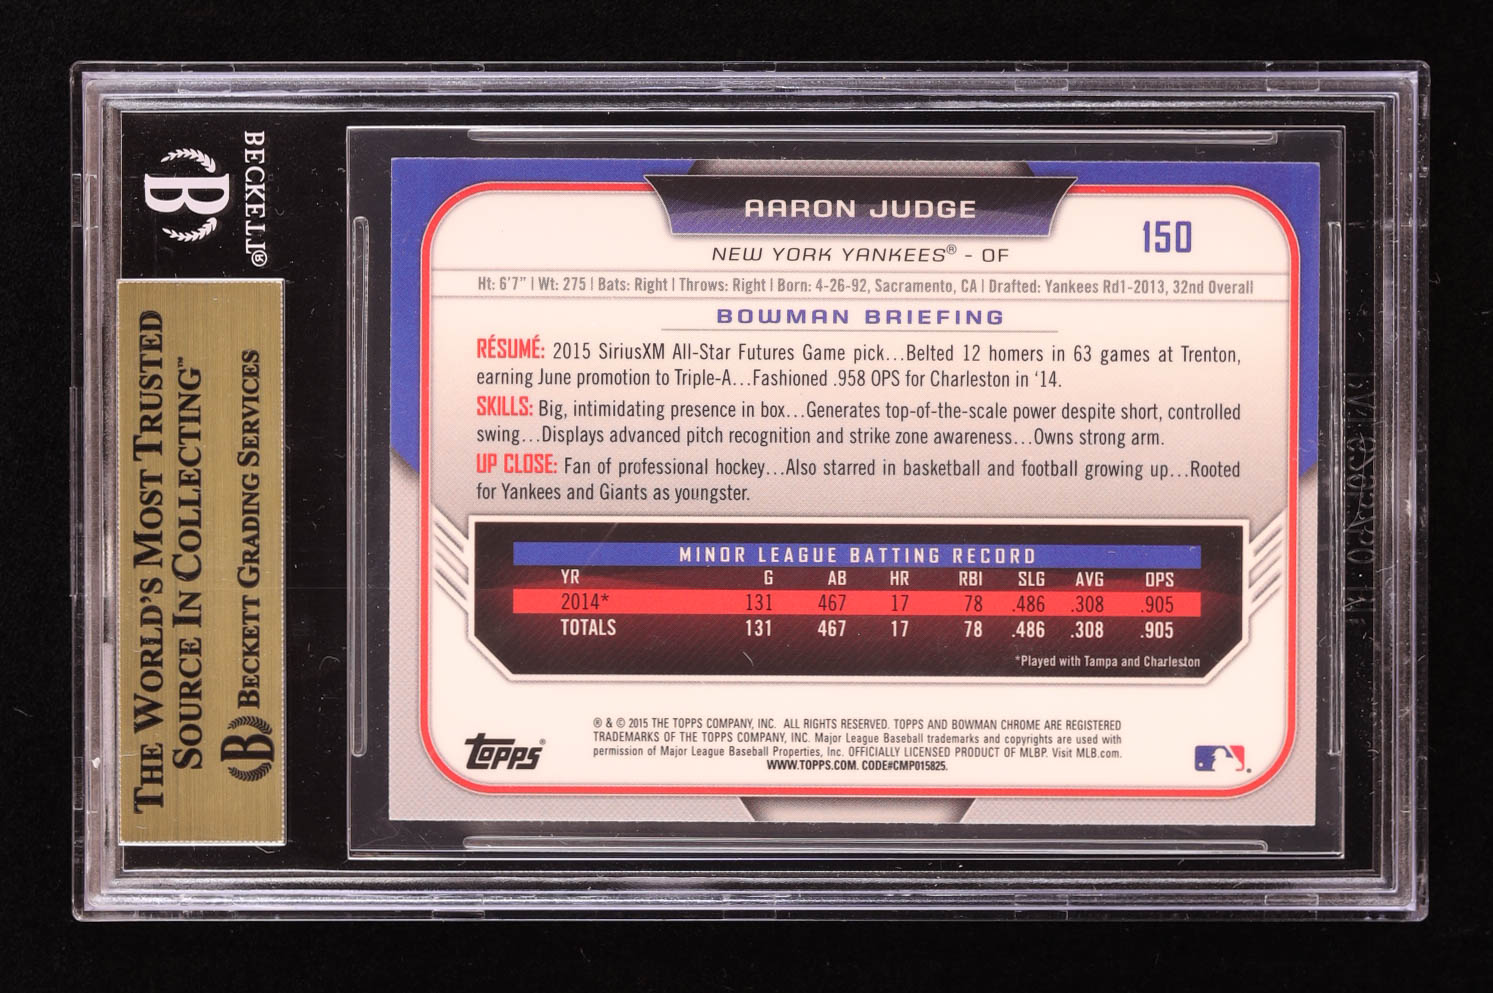 BECKETT®
B
THE WORLD'S MOST TRUSTED
SOURCE IN COLLECTING™
B BECKETT GRADING SERVICES
AARON JUDGE
150
NEW YORK YANKEES® - OF
Ht: 6'7" | Wt: 275 | Bats: Right | Throws: Right | Born: 4-26-92, Sacramento, CA | Drafted: Yankees Rd1-2013, 32nd Overall
BOWMAN BRIEFING
RÉSUMÉ: 2015 SiriusXM All-Star Futures Game pick...Belted 12 homers in 63 games at Trenton,
earning June promotion to Triple-A...Fashioned .958 OPS for Charleston in '14.
SKILLS: Big, intimidating presence in box...Generates top-of-the-scale power despite short, controlled
swing...Displays advanced pitch recognition and strike zone awareness...Owns strong arm.
UP CLOSE: Fan of professional hockey...Also starred in basketball and football growing up...Rooted
for Yankees and Giants as youngster.
MINOR LEAGUE BATTING RECORD
YR G AB HR RBI SLG AVG OPS
2014* 131 467 17 78 .486 .308 .905
TOTALS 131 467 17 78 .486 .308 .905
*Played with Tampa and Charleston
topps®
® & © 2015 THE TOPPS COMPANY, INC. ALL RIGHTS RESERVED. TOPPS AND BOWMAN CHROME ARE REGISTERED
TRADEMARKS OF THE TOPPS COMPANY, INC. Major League Baseball trademarks and copyrights are used with
permission of Major League Baseball Properties, Inc. OFFICIALLY LICENSED PRODUCT OF MLBP. Visit MLB.com.
WWW.TOPPS.COM. CODE#CMP015825.